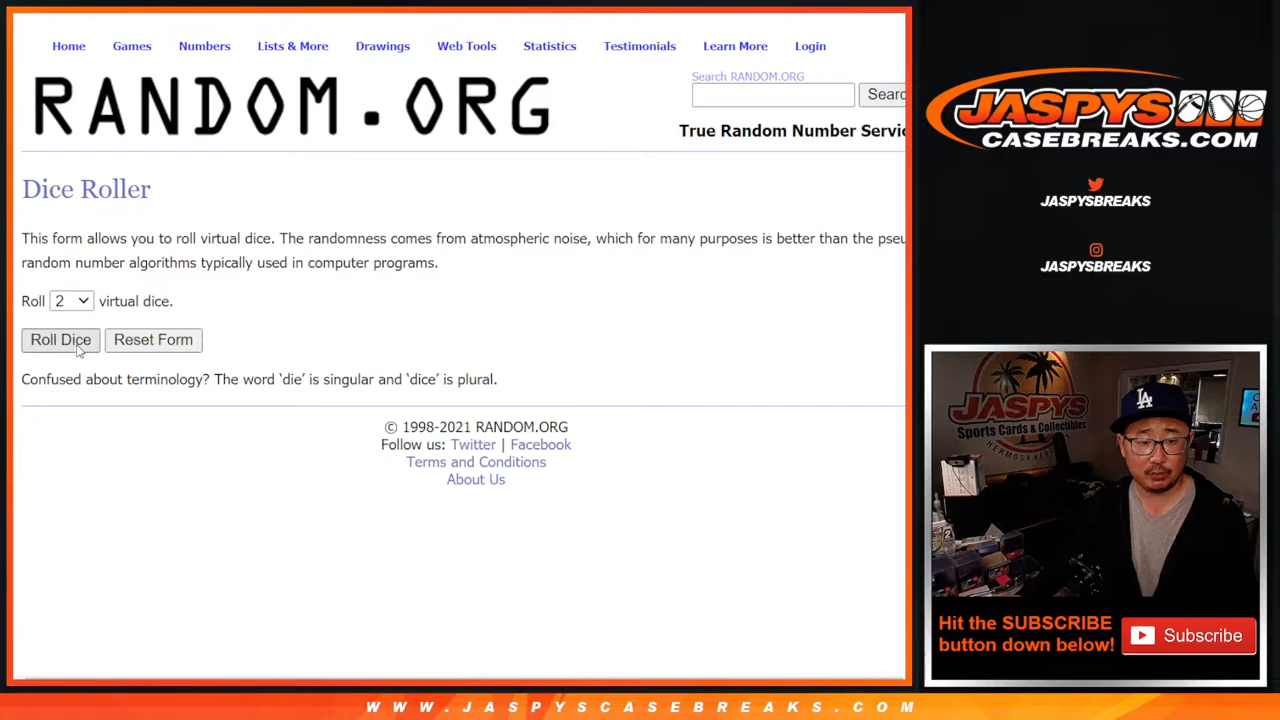 Home Games Numbers Lists & More Drawings Web Tools Statistics Testimonials Learn More Login
RANDOM.ORG
Search RANDOM.ORG
Searc
True Random Number Servic
Dice Roller
This form allows you to roll virtual dice. The randomness comes from atmospheric noise, which for many purposes is better than the pseu
random number algorithms typically used in computer programs.
Roll 2 virtual dice.
Roll Dice Reset Form
Confused about terminology? The word ‘die’ is singular and ‘dice’ is plural.
© 1998-2021 RANDOM.ORG
Follow us: Twitter | Facebook
Terms and Conditions
About Us
JASPYS
CASEBREAKS.COM
JASPYSBREAKS
JASPYSBREAKS
JASPYS
Sports Cards & Collectibles
HERMOSA BEACH
LA
Hit the SUBSCRIBE
button down below!
Subscribe
WWW.JASPYSCASEBREAKS.COM